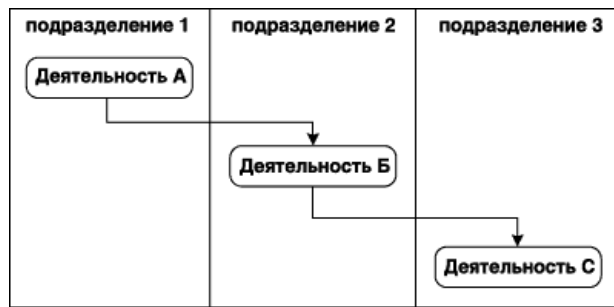 подразделение 1
подразделение 2
подразделение 3
Деятельность А
Деятельность Б
Деятельность С